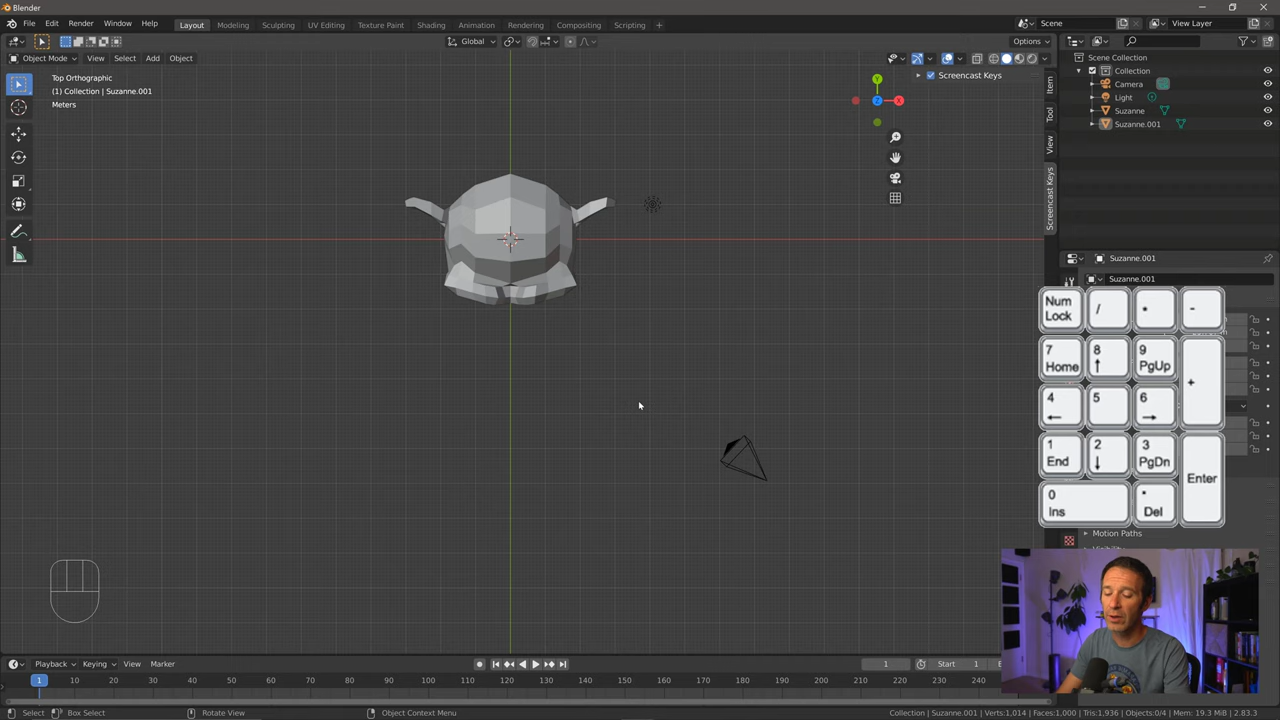 Blender
File Edit Render Window Help Layout Modeling Sculpting UV Editing Texture Paint Shading Animation Rendering Compositing Scripting + Scene View Layer
Global Options
Object Mode View Select Add Object
Top Orthographic
(1) Collection | Suzanne.001
Meters
Screencast Keys
Y
Z
X
Item
Tool
View
Screencast Keys
Scene Collection
Collection
Camera
Light
Suzanne
Suzanne.001
Suzanne.001
Suzanne.001
Num Lock
/
*
-
7 Home
8
9 PgUp
+
4
5
6
1 End
2
3 PgDn
Enter
0 Ins
Del
Motion Paths
Playback Keying View Marker 1 Start 1
1 10 20 30 40 50 60 70 80 90 100 110 120 130 140 150 160 170 180 190 200 210 220 230 240
Select Box Select Rotate View Object Context Menu Collection | Suzanne.001 | Verts:1,014 | Faces:1,000 | Tris:1,936 | Objects:0/4 | Mem: 19.3 MiB | 2.83.3